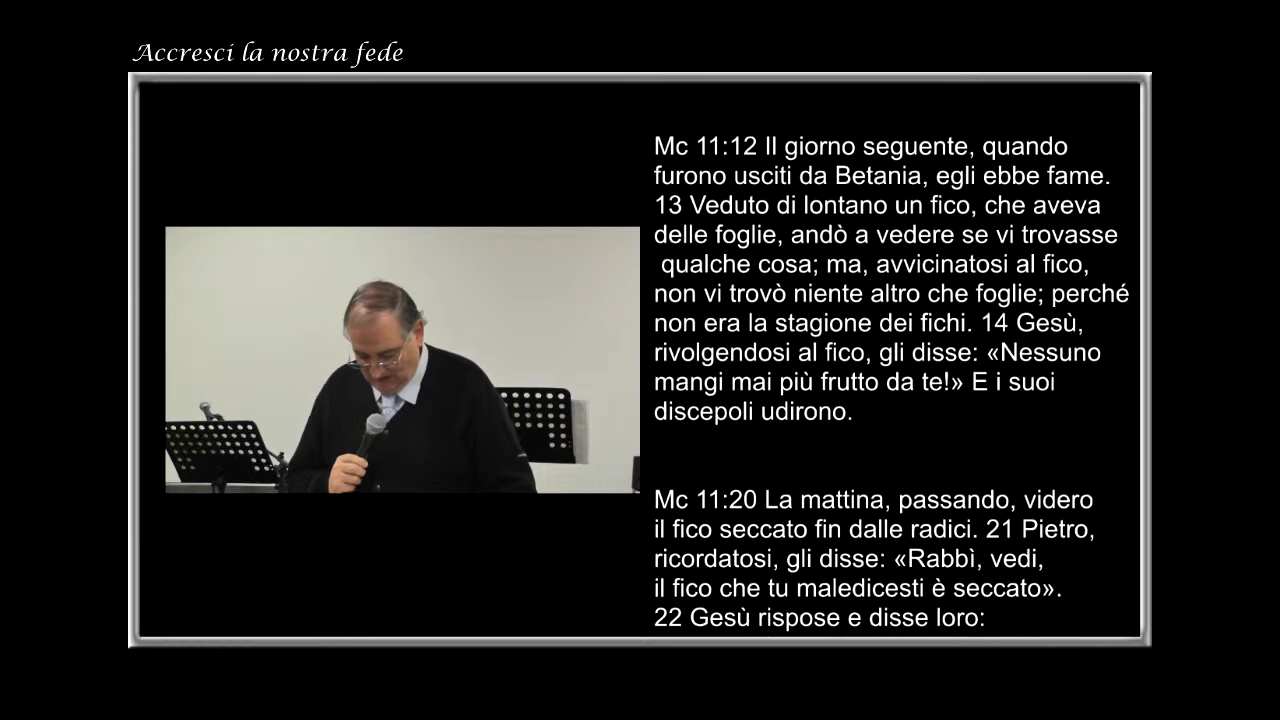 Accresci la nostra fede
Mc 11:12 Il giorno seguente, quando
furono usciti da Betania, egli ebbe fame.
13 Veduto di lontano un fico, che aveva
delle foglie, andò a vedere se vi trovasse
qualche cosa; ma, avvicinatosi al fico,
non vi trovò niente altro che foglie; perché
non era la stagione dei fichi. 14 Gesù,
rivolgendosi al fico, gli disse: «Nessuno
mangi mai più frutto da te!» E i suoi
discepoli udirono.
Mc 11:20 La mattina, passando, videro
il fico seccato fin dalle radici. 21 Pietro,
ricordatosi, gli disse: «Rabbì, vedi,
il fico che tu maledicesti è seccato».
22 Gesù rispose e disse loro: